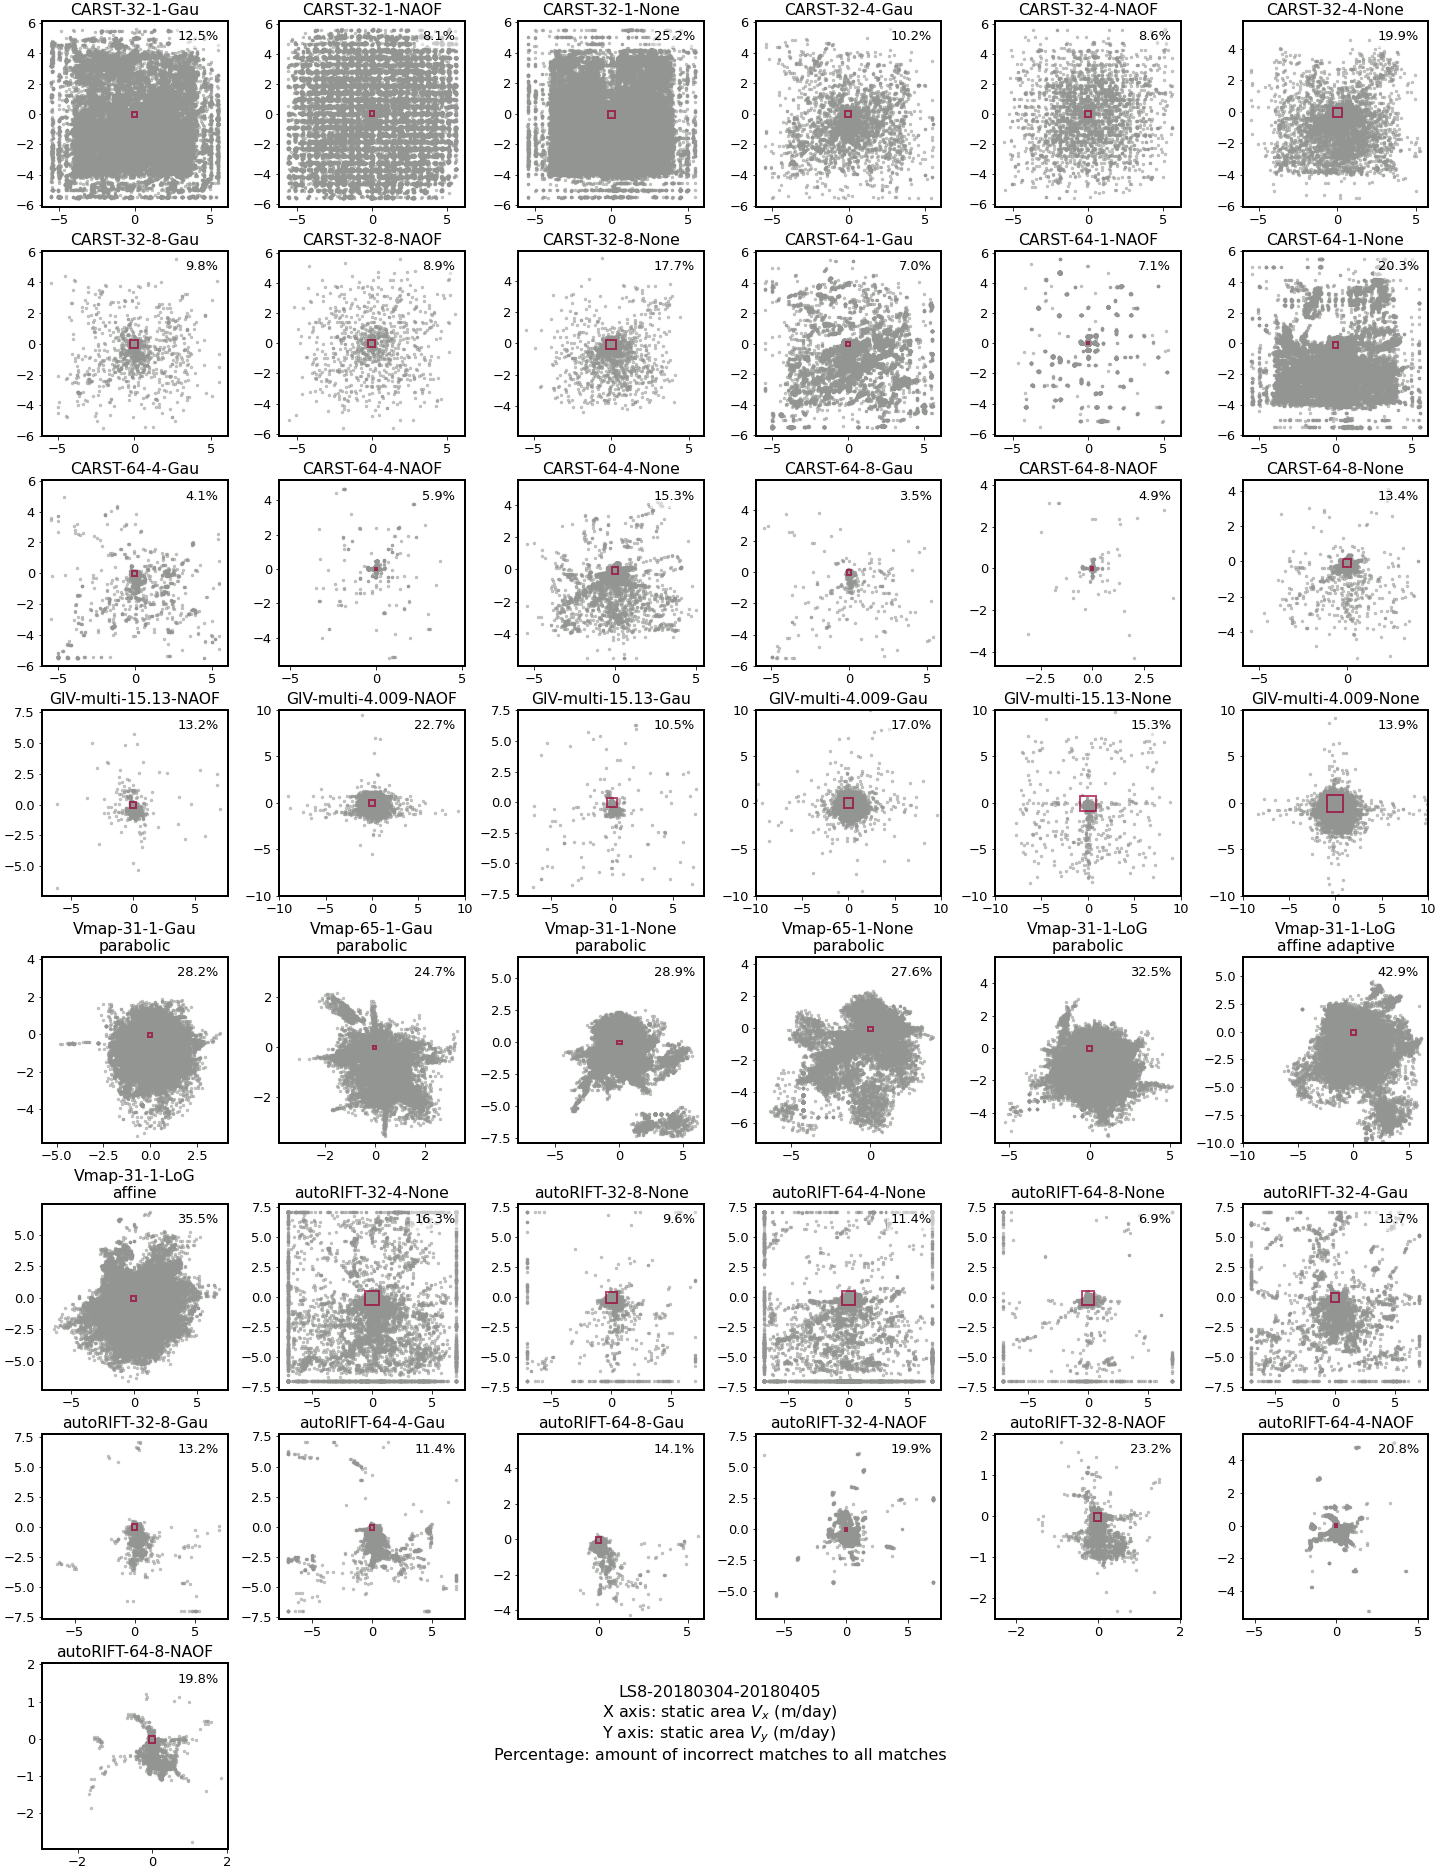 CARST-32-1-Gau CARST-32-1-NAOF CARST-32-1-None CARST-32-4-Gau CARST-32-4-NAOF CARST-32-4-None
12.5% 8.1% 25.2% 10.2% 8.6% 19.9%
CARST-32-8-Gau CARST-32-8-NAOF CARST-32-8-None CARST-64-1-Gau CARST-64-1-NAOF CARST-64-1-None
9.8% 8.9% 17.7% 7.0% 7.1% 20.3%
CARST-64-4-Gau CARST-64-4-NAOF CARST-64-4-None CARST-64-8-Gau CARST-64-8-NAOF CARST-64-8-None
4.1% 5.9% 15.3% 3.5% 4.9% 13.4%
GIV-multi-15.13-NAOF GIV-multi-4.009-NAOF GIV-multi-15.13-Gau GIV-multi-4.009-Gau GIV-multi-15.13-None GIV-multi-4.009-None
13.2% 22.7% 10.5% 17.0% 15.3% 13.9%
Vmap-31-1-Gau Vmap-65-1-Gau Vmap-31-1-None Vmap-65-1-None Vmap-31-1-LoG Vmap-31-1-LoG
parabolic parabolic parabolic parabolic parabolic affine adaptive
28.2% 24.7% 28.9% 27.6% 32.5% 42.9%
Vmap-31-1-LoG
affine autoRIFT-32-4-None autoRIFT-32-8-None autoRIFT-64-4-None autoRIFT-64-8-None autoRIFT-32-4-Gau
35.5% 16.3% 9.6% 11.4% 6.9% 13.7%
autoRIFT-32-8-Gau autoRIFT-64-4-Gau autoRIFT-64-8-Gau autoRIFT-32-4-NAOF autoRIFT-32-8-NAOF autoRIFT-64-4-NAOF
13.2% 11.4% 14.1% 19.9% 23.2% 20.8%
autoRIFT-64-8-NAOF
19.8%
LS8-20180304-20180405
X axis: static area Vx (m/day)
Y axis: static area Vy (m/day)
Percentage: amount of incorrect matches to all matches